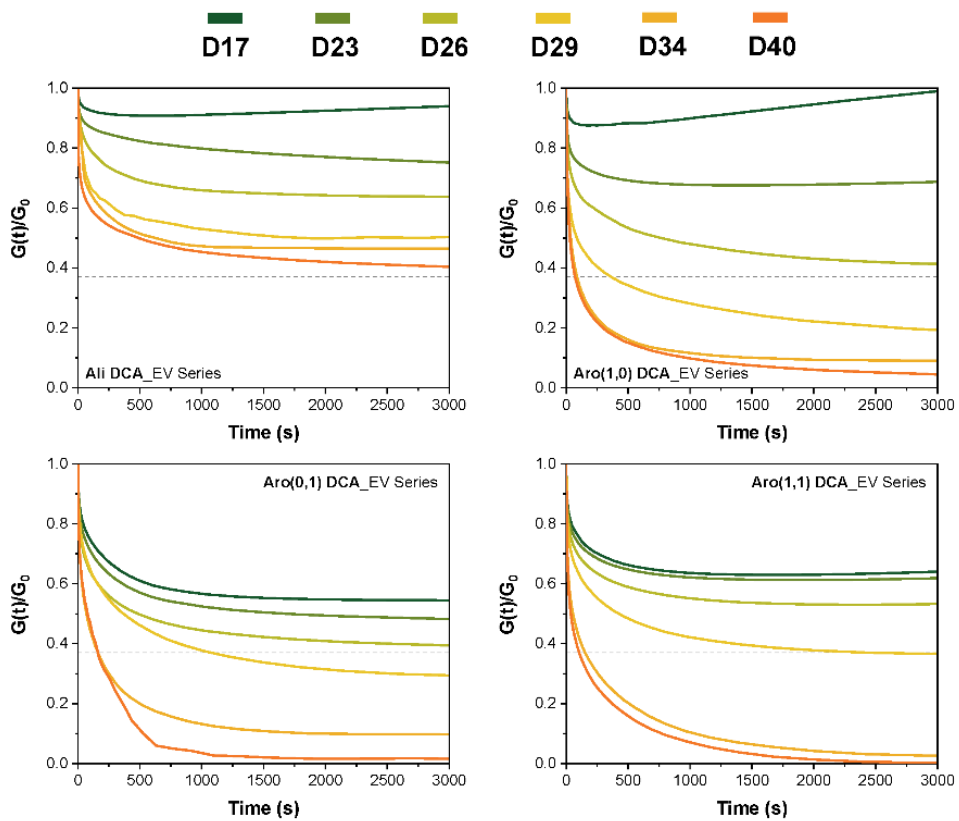 D17 D23 D26 D29 D34 D40
1.0
0.8
0.6
0.4
0.2
0.0
G(t)/G0
Ali DCA_EV Series
0 500 1000 1500 2000 2500 3000
Time (s)
1.0
0.8
0.6
0.4
0.2
0.0
G(t)/G0
Aro(1,0) DCA_EV Series
0 500 1000 1500 2000 2500 3000
Time (s)
1.0
0.8
0.6
0.4
0.2
0.0
G(t)/G0
Aro(0,1) DCA_EV Series
0 500 1000 1500 2000 2500 3000
Time (s)
1.0
0.8
0.6
0.4
0.2
0.0
G(t)/G0
Aro(1,1) DCA_EV Series
0 500 1000 1500 2000 2500 3000
Time (s)